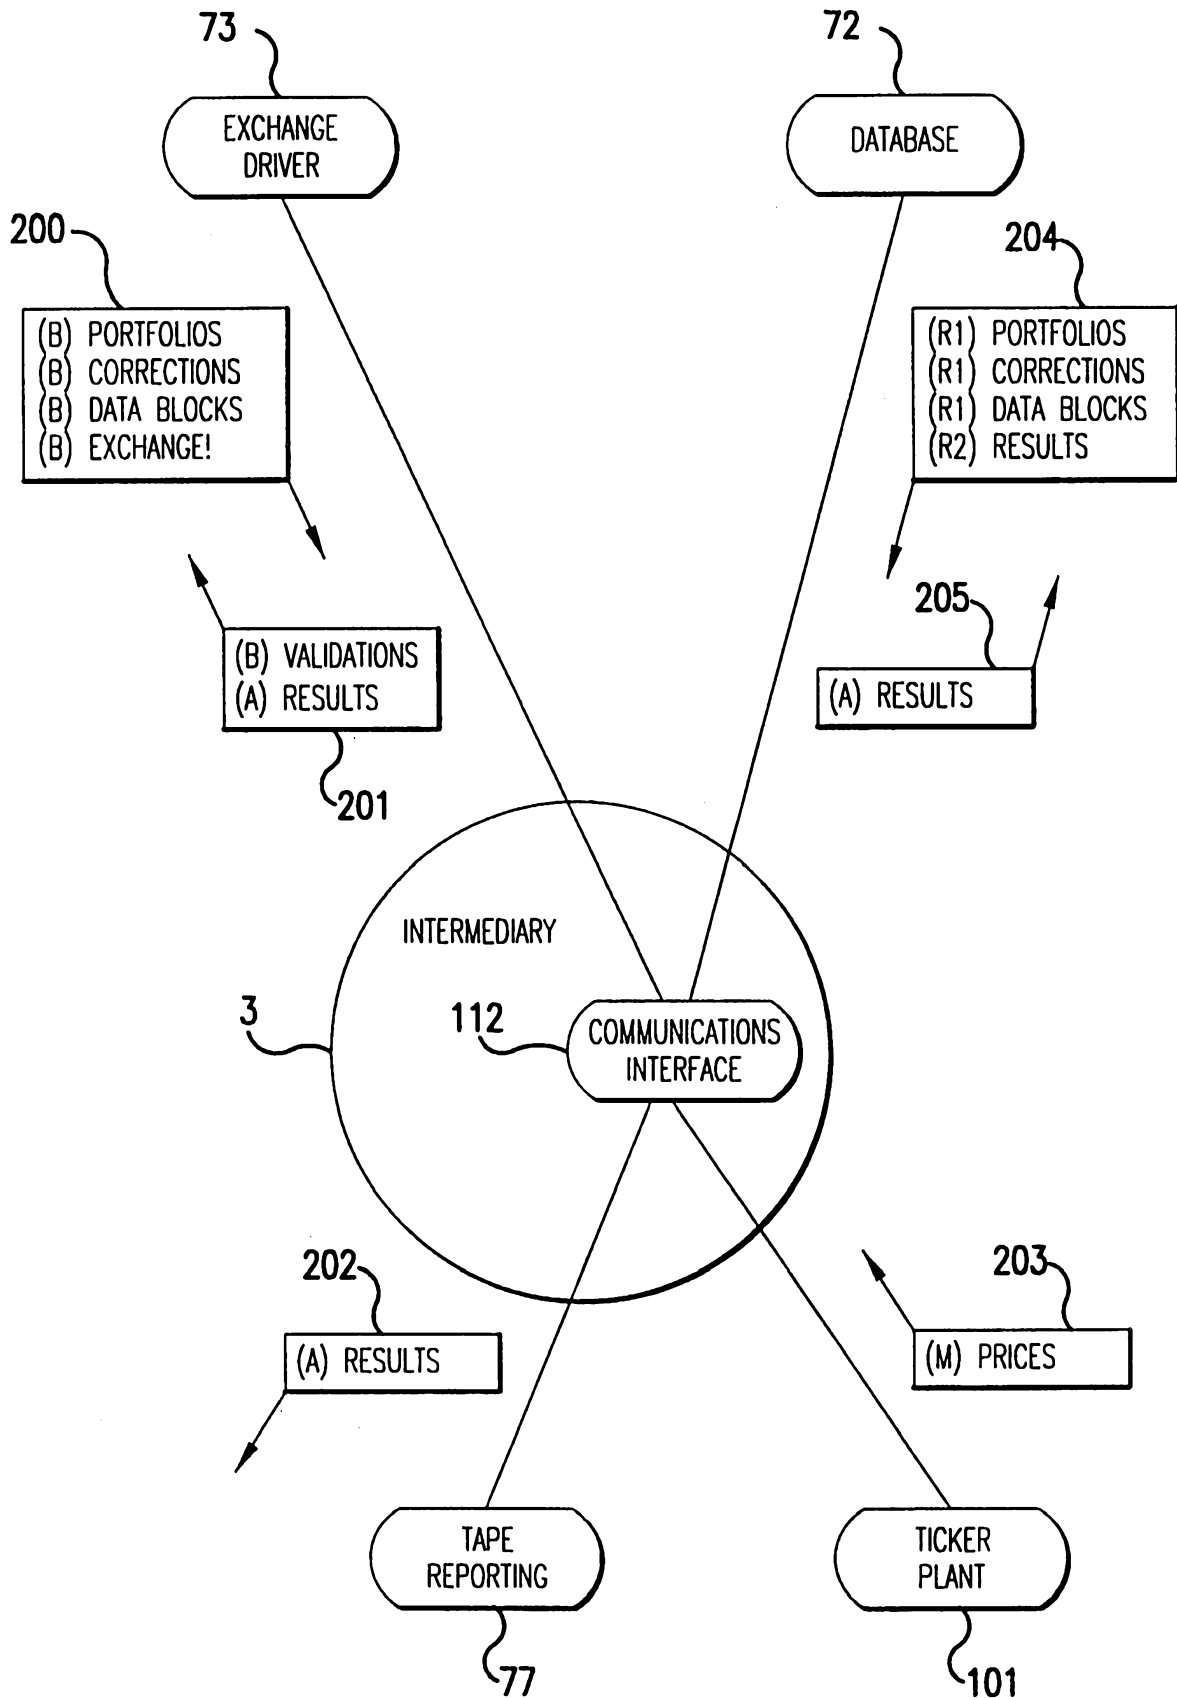 73
72
EXCHANGE
DRIVER
DATABASE
200
204
(B) PORTFOLIOS
(B) CORRECTIONS
(B) DATA BLOCKS
(B) EXCHANGE!
(R1) PORTFOLIOS
(R1) CORRECTIONS
(R1) DATA BLOCKS
(R2) RESULTS
205
(B) VALIDATIONS
(A) RESULTS
(A) RESULTS
201
INTERMEDIARY
3
112
COMMUNICATIONS
INTERFACE
202
203
(A) RESULTS
(M) PRICES
TAPE
REPORTING
TICKER
PLANT
77
101